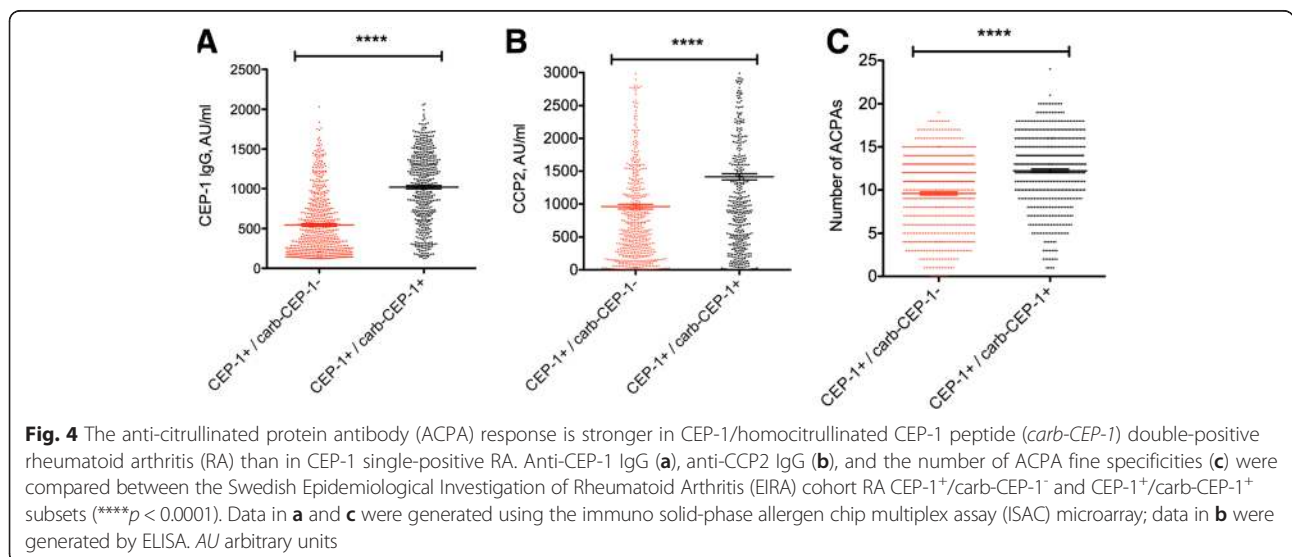 A
B
C
****
****
****
2500
2000
1500
1000
500
0
CEP-1 IgG, AU/ml
CEP-1+ / carb-CEP-1-
CEP-1+ / carb-CEP-1+
3000
2500
2000
1500
1000
500
0
CCP2, AU/ml
CEP-1+ / carb-CEP-1-
CEP-1+ / carb-CEP-1+
25
20
15
10
5
0
Number of ACPAs
CEP-1+ / carb-CEP-1-
CEP-1+ / carb-CEP-1+
Fig. 4 The anti-citrullinated protein antibody (ACPA) response is stronger in CEP-1/homocitrullinated CEP-1 peptide (carb-CEP-1) double-positive
rheumatoid arthritis (RA) than in CEP-1 single-positive RA. Anti-CEP-1 IgG (a), anti-CCP2 IgG (b), and the number of ACPA fine specificities (c) were
compared between the Swedish Epidemiological Investigation of Rheumatoid Arthritis (EIRA) cohort RA CEP-1⁺/carb-CEP-1⁻ and CEP-1⁺/carb-CEP-1⁺
subsets (****p < 0.0001). Data in a and c were generated using the immuno solid-phase allergen chip multiplex assay (ISAC) microarray; data in b were
generated by ELISA. AU arbitrary units